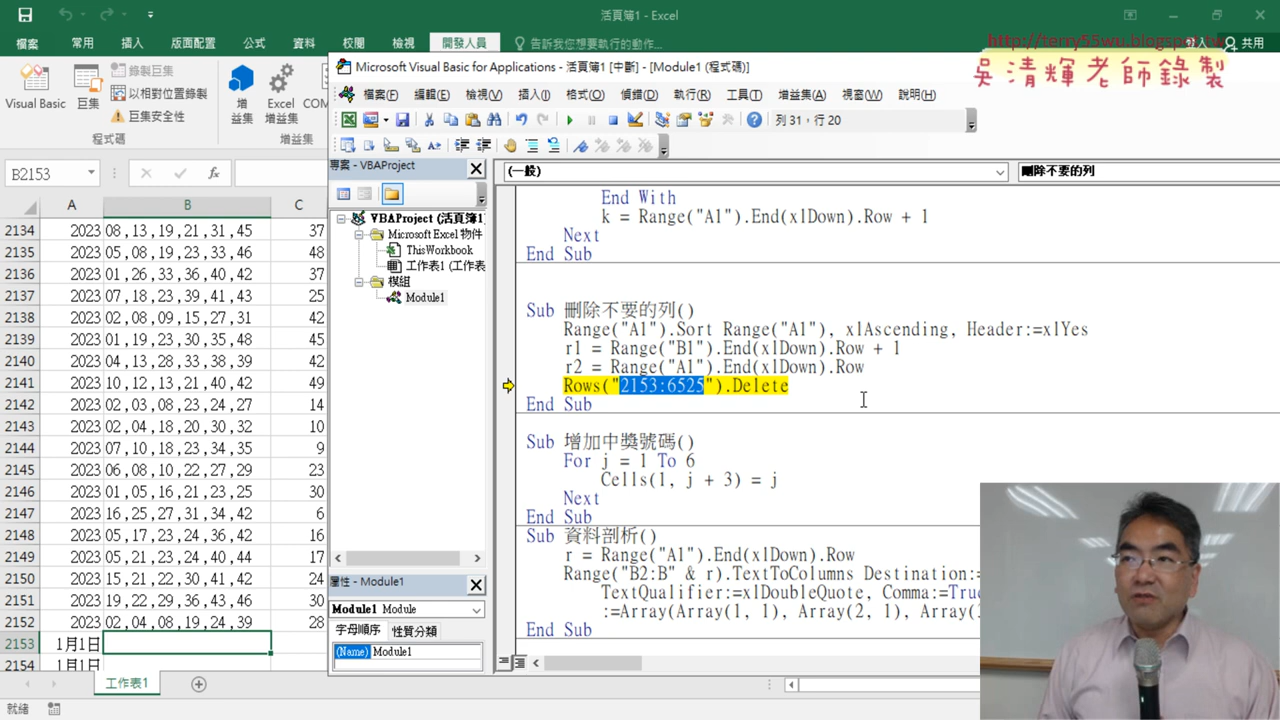 活頁簿1 - Excel
http://terry55wu.blogspot.tw
吳清輝老師錄製
檔案 常用 插入 版面配置 公式 資料 校閱 檢視 開發人員 告訴我您想要執行的動作... 共用
Visual Basic 巨集 錄製巨集 以相對位置錄製 巨集安全性
程式碼
增益集 Excel 增益集 COM
增益集
B2153 fx
A B C
2134 2023 08,13,19,21,31,45 37
2135 2023 05,08,19,23,33,46 48
2136 2023 01,26,33,36,40,42 37
2137 2023 07,18,23,39,41,43 25
2138 2023 02,08,09,15,27,31 42
2139 2023 01,19,23,30,35,48 45
2140 2023 04,13,28,33,38,39 42
2141 2023 10,12,13,21,40,42 49
2142 2023 03,04,08,23,24,27 14
2143 2023 02,04,18,20,30,32 10
2144 2023 07,10,18,23,34,35 9
2145 2023 06,08,10,22,27,29 23
2146 2023 01,05,16,21,23,25 30
2147 2023 16,25,27,31,34,42 6
2148 2023 05,17,23,24,36,42 16
2149 2023 05,21,23,24,40,44 17
2150 2023 15,21,22,30,41,42 24
2151 2023 19,22,29,36,43,46 30
2152 2023 02,04,08,19,24,39 28
2153 1月1日
2154 1月1日
工作表1
就緒
Microsoft Visual Basic for Applications - 活頁簿1 [中斷] - [Module1 (程式碼)]
檔案(F) 編輯(E) 檢視(V) 插入(I) 格式(O) 偵錯(D) 執行(R) 工具(T) 增益集(A) 視窗(W) 說明(H)
列 31, 行 20
專案 - VBAProject
VBAProject (活頁簿1)
Microsoft Excel 物件
ThisWorkbook
工作表1 (工作表
模組
Module1
屬性 - Module1
Module1 Module
字母順序 性質分類
(Name) Module1
(一般) 刪除不要的列
End With
k = Range("A1").End(xlDown).Row + 1
Next
End Sub
Sub 刪除不要的列()
Range("A1").Sort Range("A1"), xlAscending, Header:=xlYes
r1 = Range("B1").End(xlDown).Row + 1
r2 = Range("A1").End(xlDown).Row
Rows("2153:6525").Delete
End Sub
Sub 增加中獎號碼()
For j = 1 To 6
Cells(1, j + 3) = j
Next
End Sub
Sub 資料剖析()
r = Range("A1").End(xlDown).Row
Range("B2:B" & r).TextToColumns Destination:=
TextQualifier:=xlDoubleQuote, Comma:=True
:=Array(Array(1, 1), Array(2, 1), Array(3
End Sub